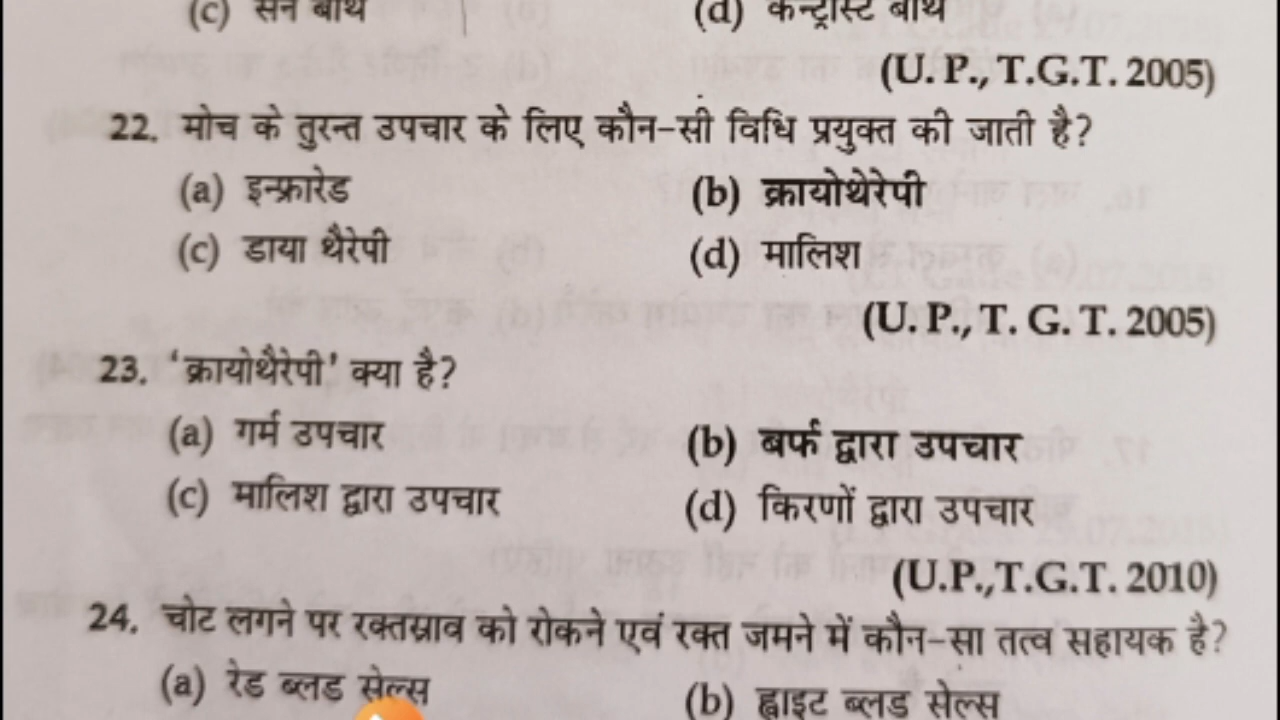 (c) सन बाथ (d) कन्ट्रास्ट बाथ
(U. P., T.G.T. 2005)
22. मोच के तुरन्त उपचार के लिए कौन-सी विधि प्रयुक्त की जाती है?
(a) इन्फ्रारेड (b) क्रायोथेरेपी
(c) डाया थैरेपी (d) मालिश
(U. P., T. G. T. 2005)
23. 'क्रायोथैरेपी' क्या है?
(a) गर्म उपचार (b) बर्फ द्वारा उपचार
(c) मालिश द्वारा उपचार (d) किरणों द्वारा उपचार
(U.P.,T.G.T. 2010)
24. चोट लगने पर रक्तस्राव को रोकने एवं रक्त जमने में कौन-सा तत्व सहायक है?
(a) रेड ब्लड सेल्स (b) ह्वाइट ब्लड सेल्स